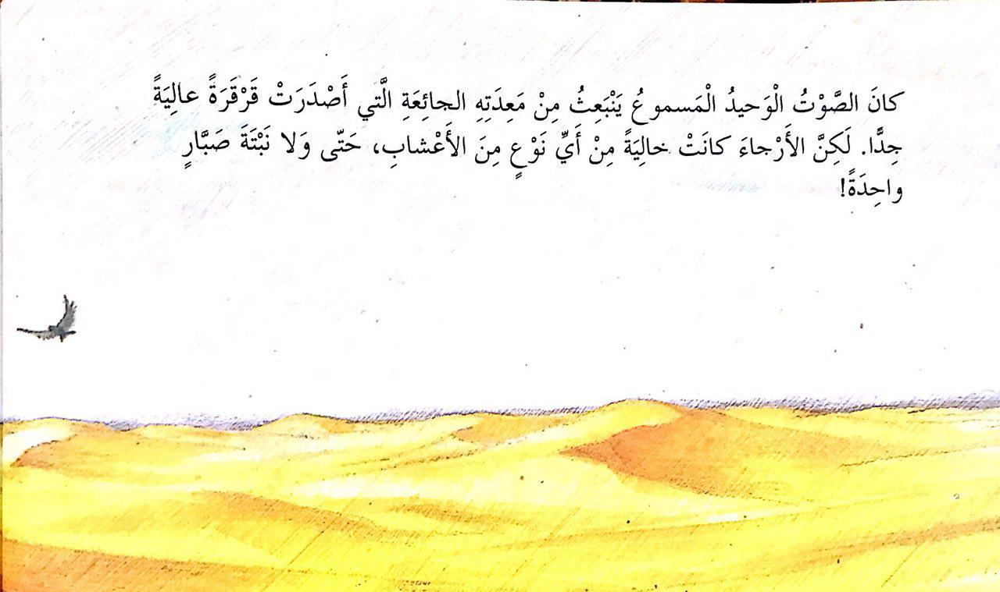 كانَ الصَّوْتُ الْوَحيدُ الْمَسموعُ يَنْبَعِثُ مِنْ مَعِدَتِهِ الجائِعَةِ الَّتي أَصْدَرَتْ قَرْقَرَةً عالِيَةً
جِدًّا. لَكِنَّ الأَرْجاءَ كانَتْ خالِيَةً مِنْ أَيِّ نَوْعٍ مِنَ الأَعْشابِ، حَتّى وَلا نَبْتَةَ صَبَّارٍ
واحِدَةً!